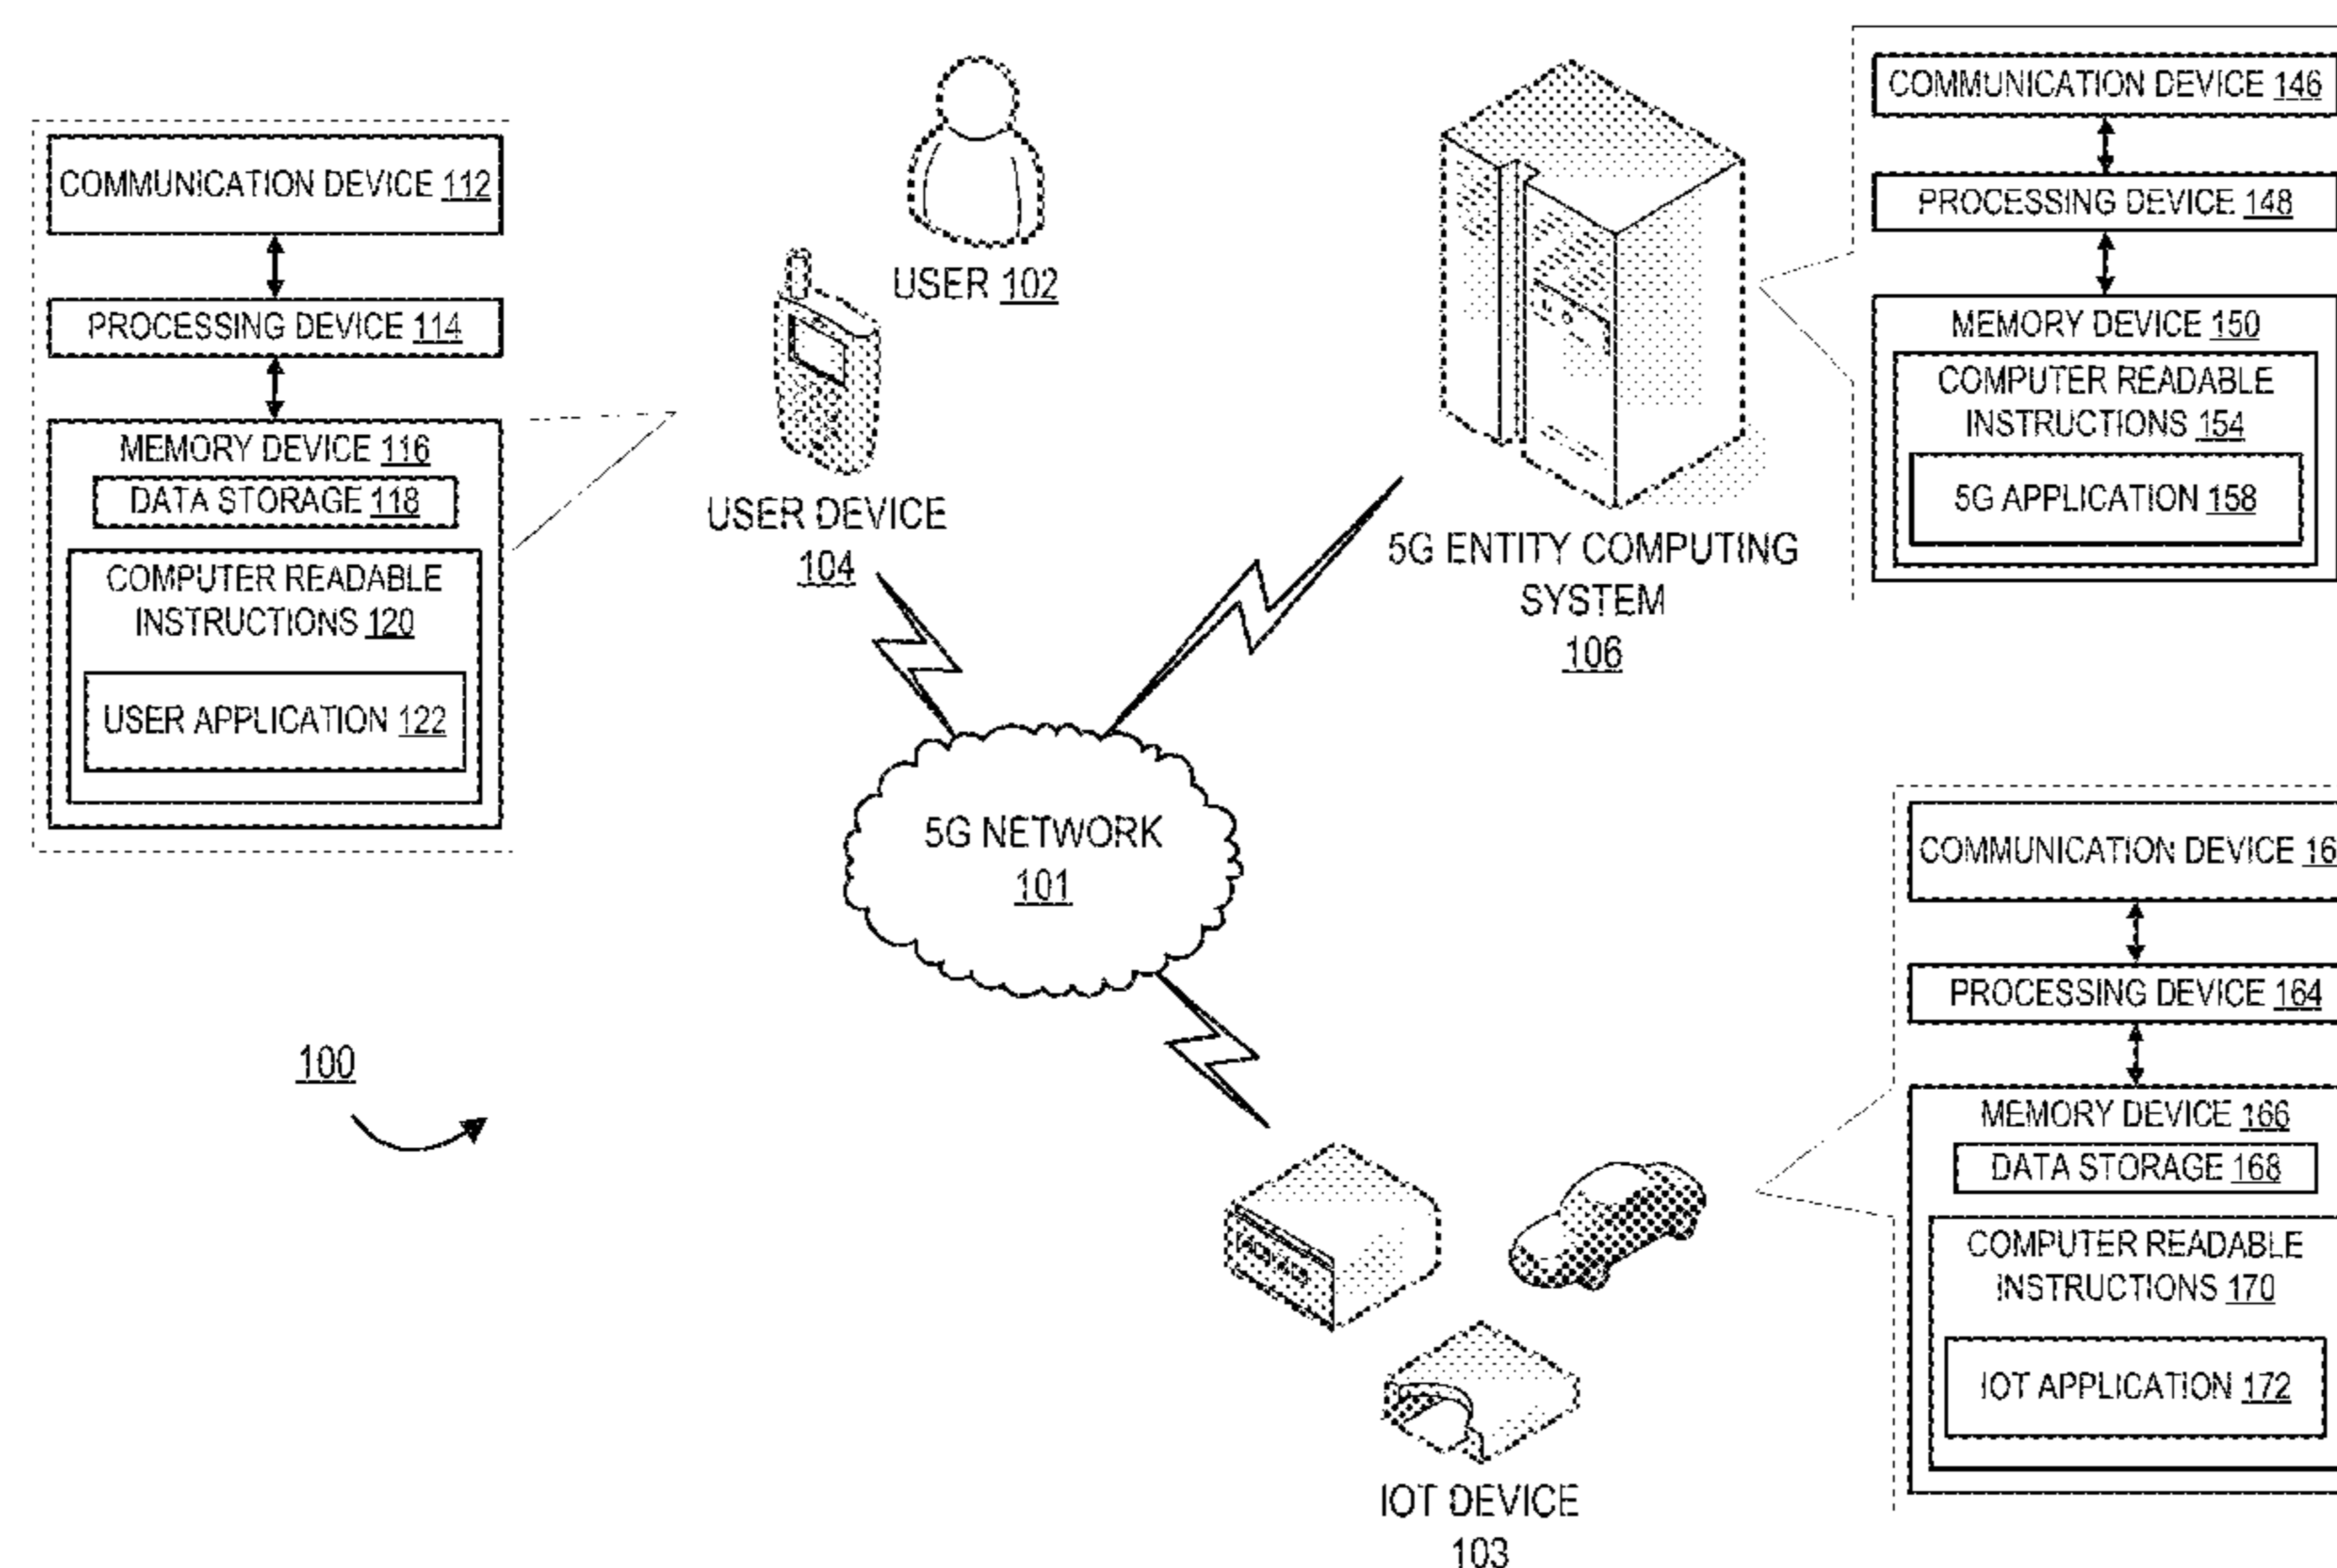 COMMUNICATION DEVICE 112
PROCESSING DEVICE 114
MEMORY DEVICE 116
DATA STORAGE 118
COMPUTER READABLE
INSTRUCTIONS 120
USER APPLICATION 122
USER 102
USER DEVICE
104
5G ENTITY COMPUTING
SYSTEM
106
COMMUNICATION DEVICE 146
PROCESSING DEVICE 148
MEMORY DEVICE 150
COMPUTER READABLE
INSTRUCTIONS 154
5G APPLICATION 158
5G NETWORK
101
100
IOT DEVICE
103
COMMUNICATION DEVICE 16
PROCESSING DEVICE 164
MEMORY DEVICE 166
DATA STORAGE 168
COMPUTER READABLE
INSTRUCTIONS 170
IOT APPLICATION 172